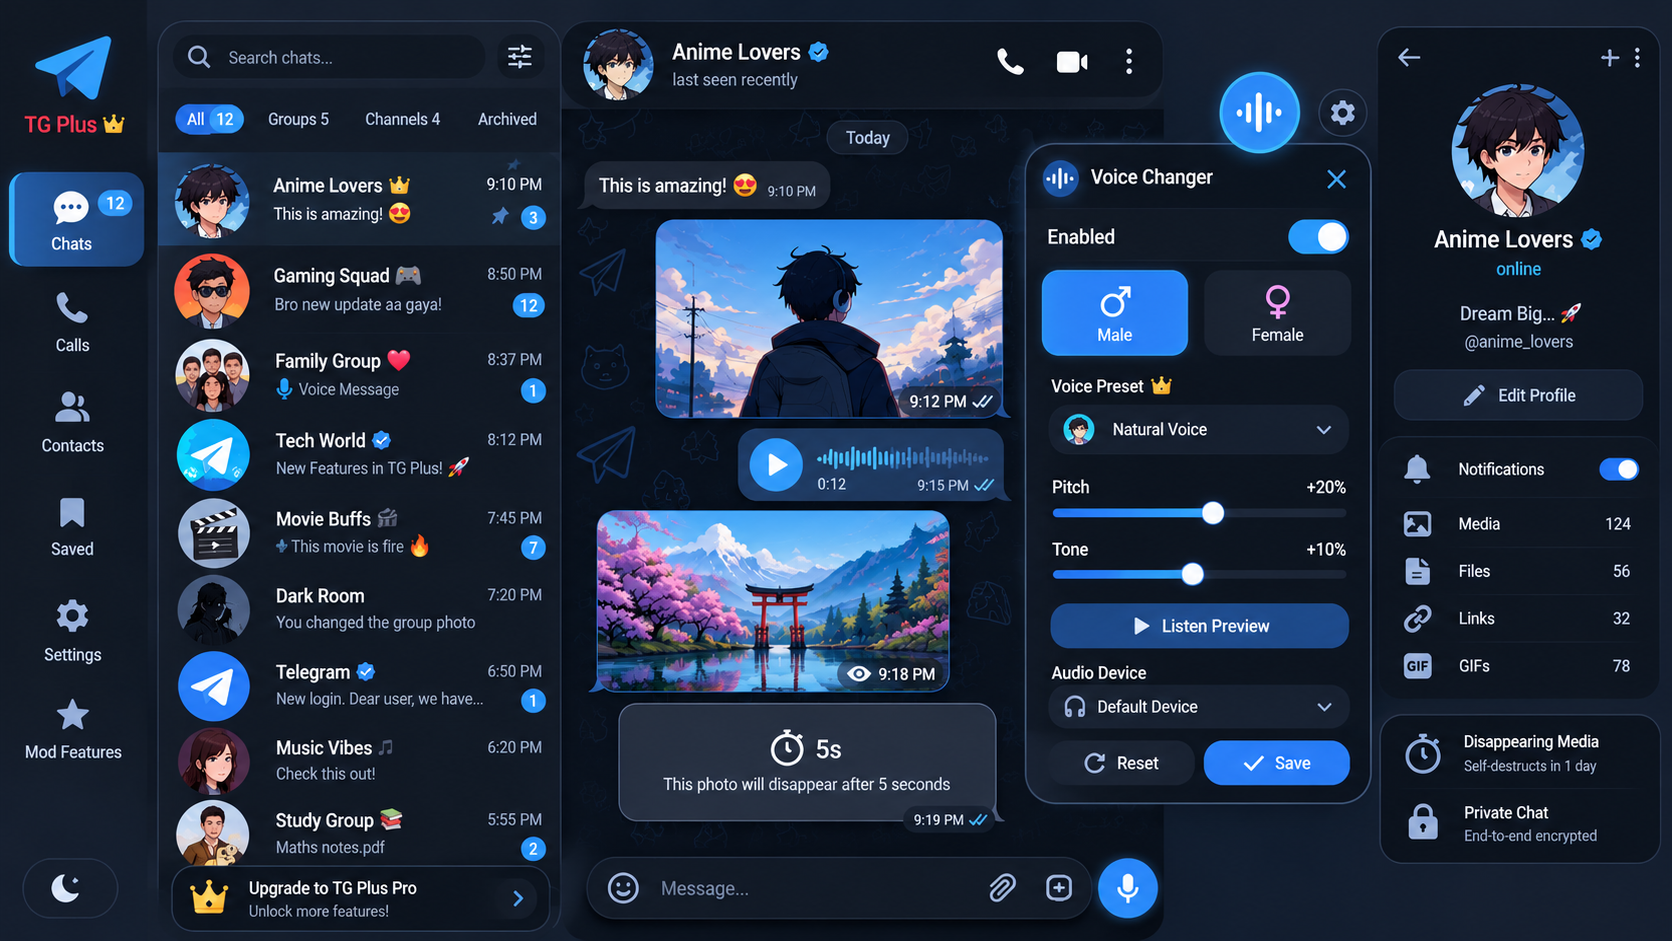 TG Plus 👑
12
Chats
Calls
Contacts
Saved
Settings
Mod Features
Search chats...
All 12
Groups 5
Channels 4
Archived
Anime Lovers 👑 9:10 PM
This is amazing! 😍 3
Gaming Squad 🎮 8:50 PM
Bro new update aa gaya! 12
Family Group ❤️ 8:37 PM
Voice Message 1
Tech World 8:12 PM
New Features in TG Plus! 🚀
Movie Buffs 7:45 PM
This movie is fire 🔥 7
Dark Room 7:20 PM
You changed the group photo
Telegram 6:50 PM
New login. Dear user, we have... 1
Music Vibes 🎵 6:20 PM
Check this out!
Study Group 📚 5:55 PM
Maths notes.pdf 2
Upgrade to TG Plus Pro
Unlock more features!
Anime Lovers
last seen recently
Today
This is amazing! 😍 9:10 PM
9:12 PM
0:12 9:15 PM
9:18 PM
5s
This photo will disappear after 5 seconds
9:19 PM
Message...
Voice Changer
Enabled
Male
Female
Voice Preset 👑
Natural Voice
Pitch +20%
Tone +10%
Listen Preview
Audio Device
Default Device
Reset
Save
Anime Lovers
online
Dream Big... 🚀
@anime_lovers
Edit Profile
Notifications
Media 124
Files 56
Links 32
GIF GIFs 78
Disappearing Media
Self-destructs in 1 day
Private Chat
End-to-end encrypted